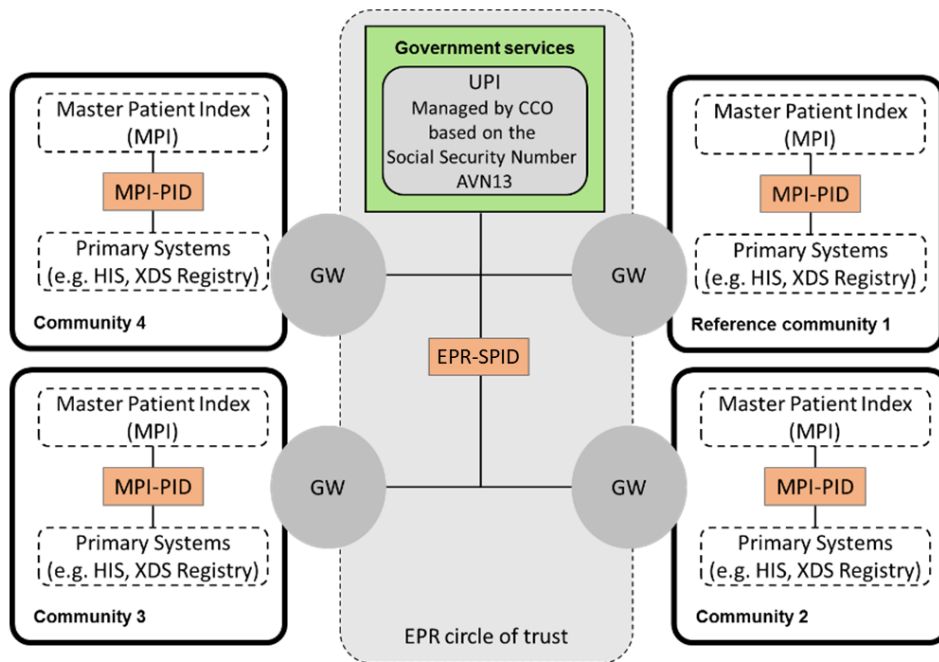 Government services
UPI
Managed by CCO
based on the
Social Security Number
AVN13
Master Patient Index
(MPI)
MPI-PID
Primary Systems
(e.g. HIS, XDS Registry)
Community 4
GW
GW
Master Patient Index
(MPI)
MPI-PID
Primary Systems
(e.g. HIS, XDS Registry)
Reference community 1
EPR-SPID
Master Patient Index
(MPI)
MPI-PID
Primary Systems
(e.g. HIS, XDS Registry)
Community 3
GW
GW
Master Patient Index
(MPI)
MPI-PID
Primary Systems
(e.g. HIS, XDS Registry)
Community 2
EPR circle of trust